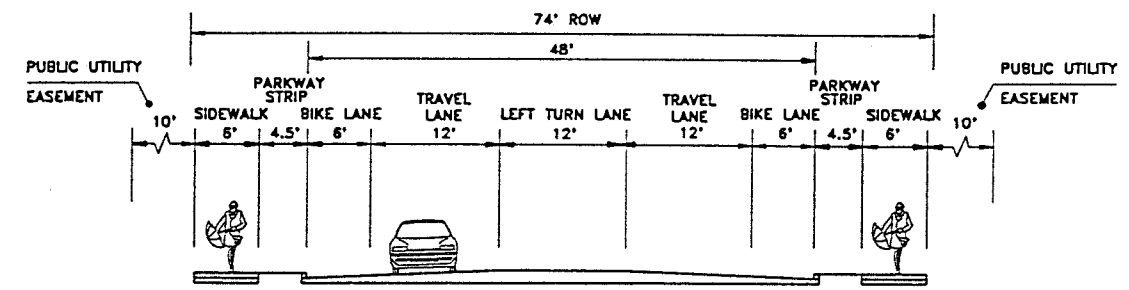 74' ROW
48'
PUBLIC UTILITY
EASEMENT
10'
SIDEWALK
6'
PARKWAY
STRIP
4.5'
BIKE LANE
6'
TRAVEL
LANE
12'
LEFT TURN LANE
12'
TRAVEL
LANE
12'
BIKE LANE
6'
PARKWAY
STRIP
4.5'
SIDEWALK
6'
10'
PUBLIC UTILITY
EASEMENT